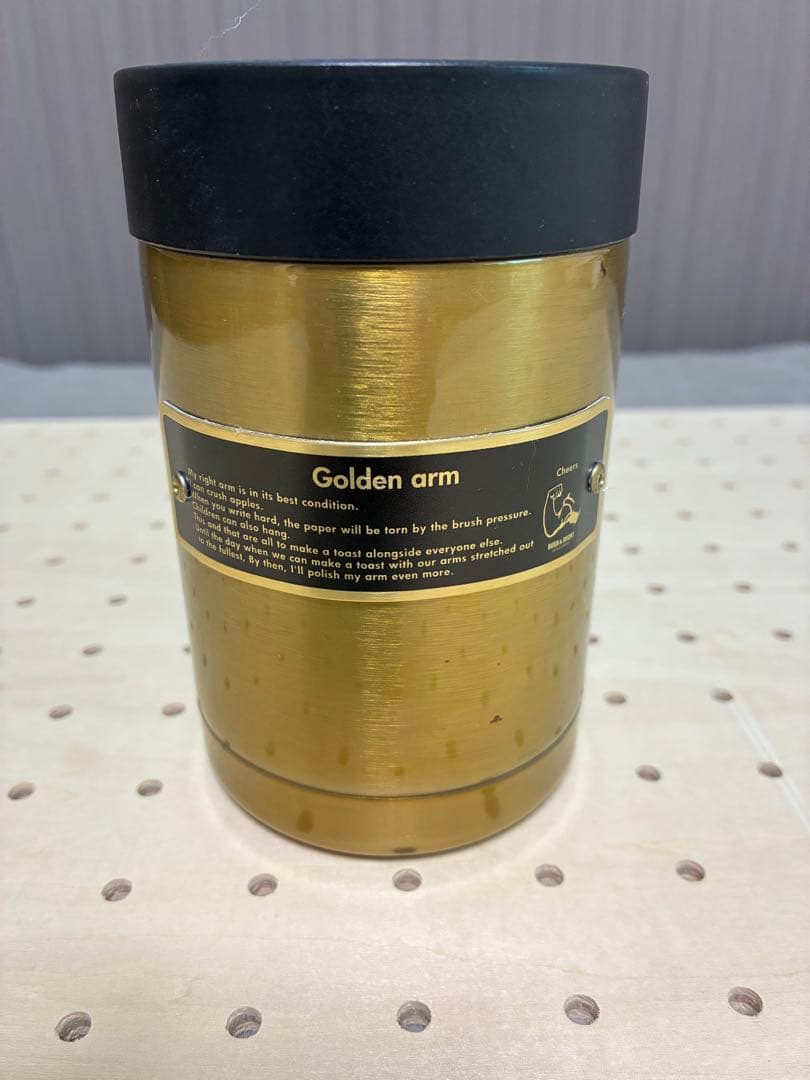 Golden arm
My right arm is in its best condition.
can crush apples.
When you write hard, the paper will be torn by the brush pressure.
Children can also hang.
This and that are all to make a toast alongside everyone else.
Until the day when we can make a toast with our arms stretched out
to the fullest. By then, I'll polish my arm even more.
Cheers